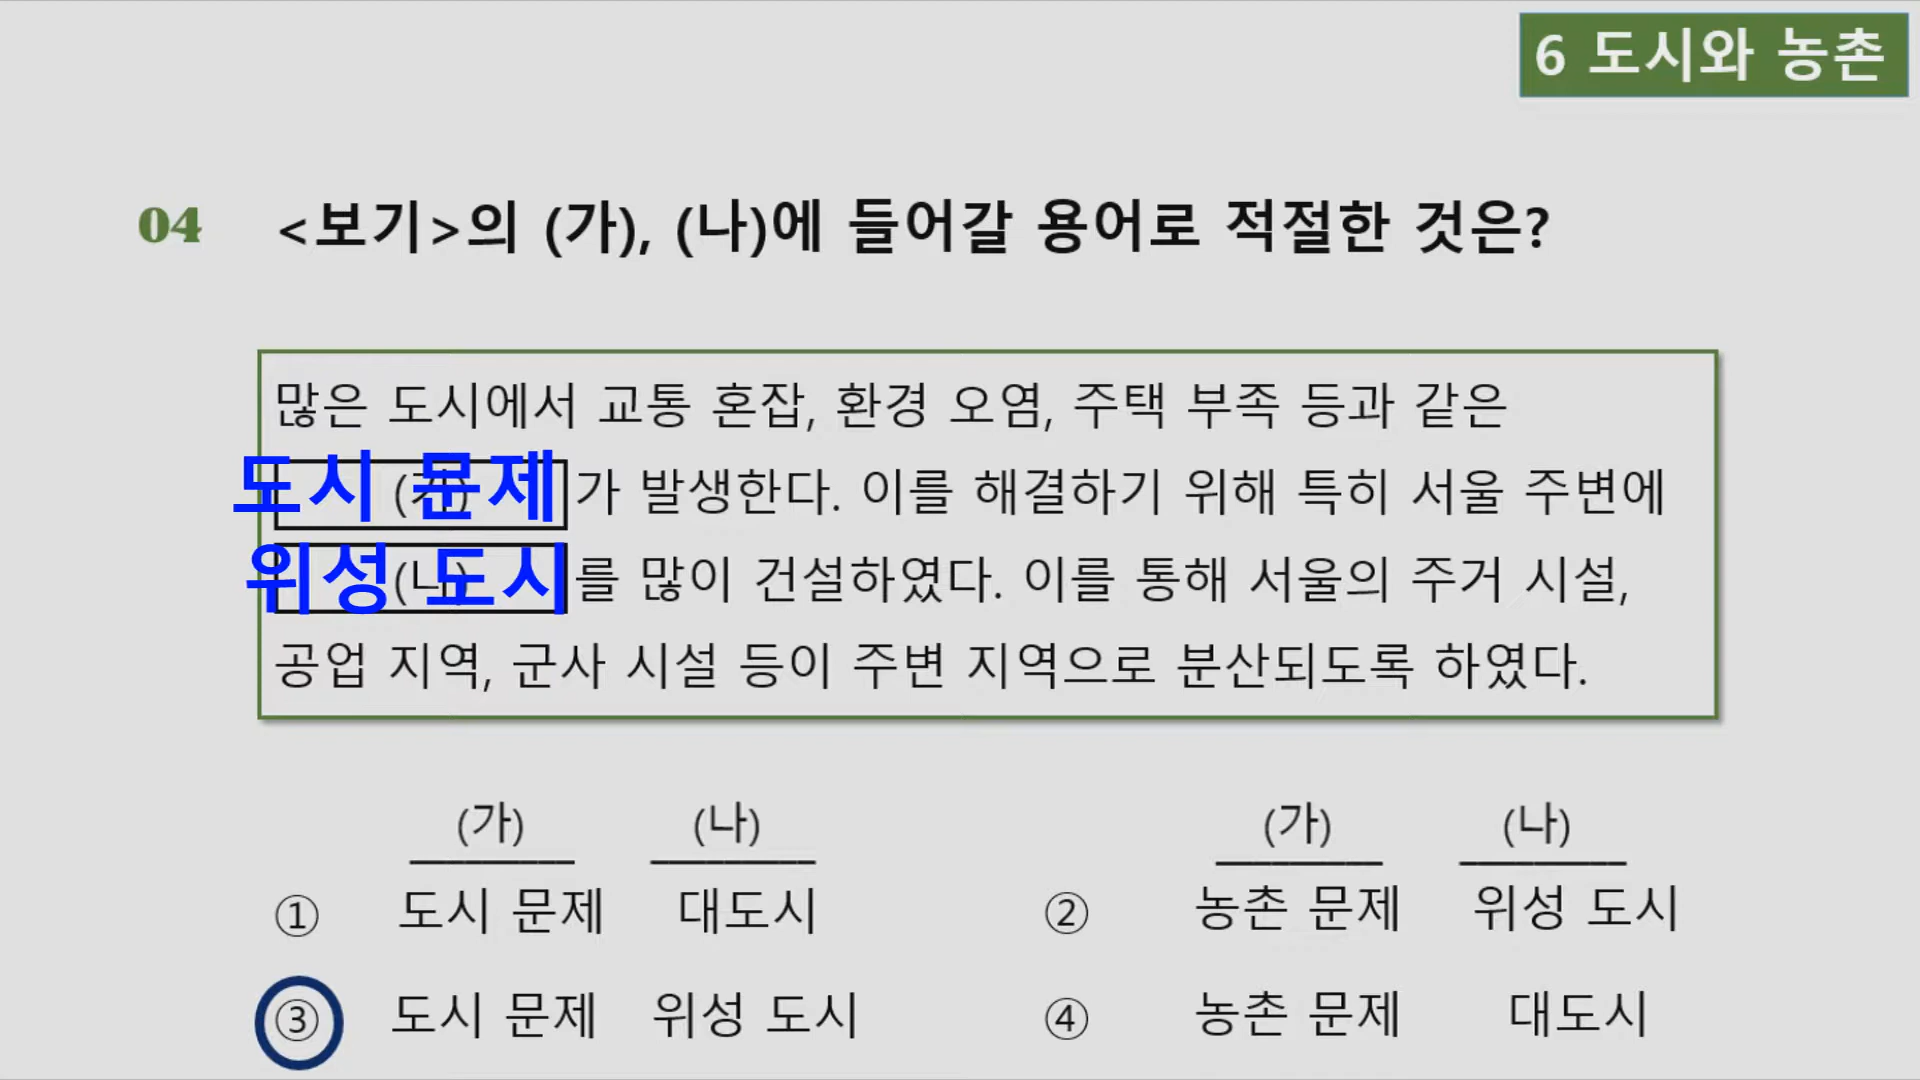 6 도시와 농촌
04 <보기>의 (가), (나)에 들어갈 용어로 적절한 것은?
많은 도시에서 교통 혼잡, 환경 오염, 주택 부족 등과 같은
도시 문제 (가) 가 발생한다. 이를 해결하기 위해 특히 서울 주변에
위성 도시 (나) 를 많이 건설하였다. 이를 통해 서울의 주거 시설,
공업 지역, 군사 시설 등이 주변 지역으로 분산되도록 하였다.
(가) (나) (가) (나)
① 도시 문제 대도시 ② 농촌 문제 위성 도시
③ 도시 문제 위성 도시 ④ 농촌 문제 대도시